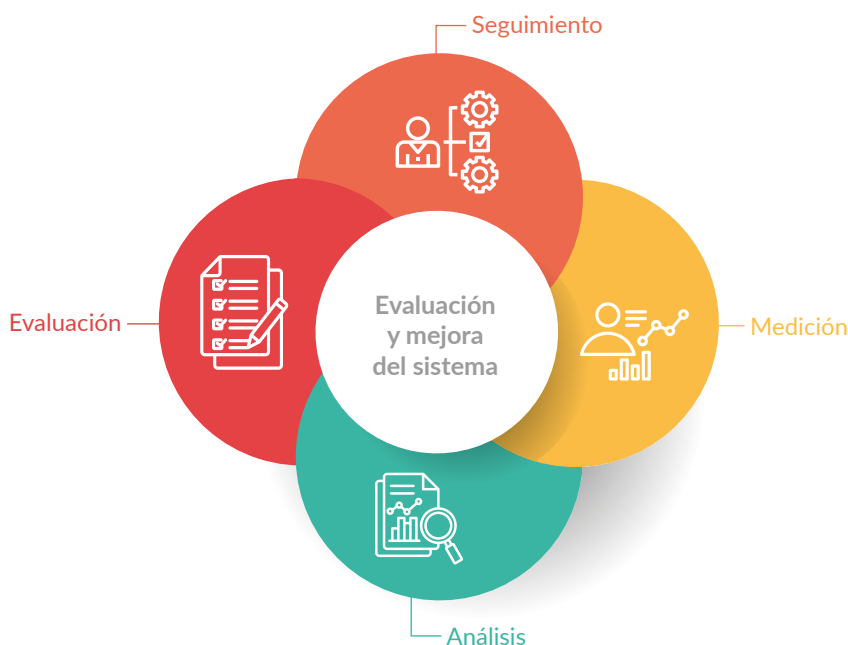 Seguimiento
Evaluación
Evaluación
y mejora
del sistema
Medición
Análisis